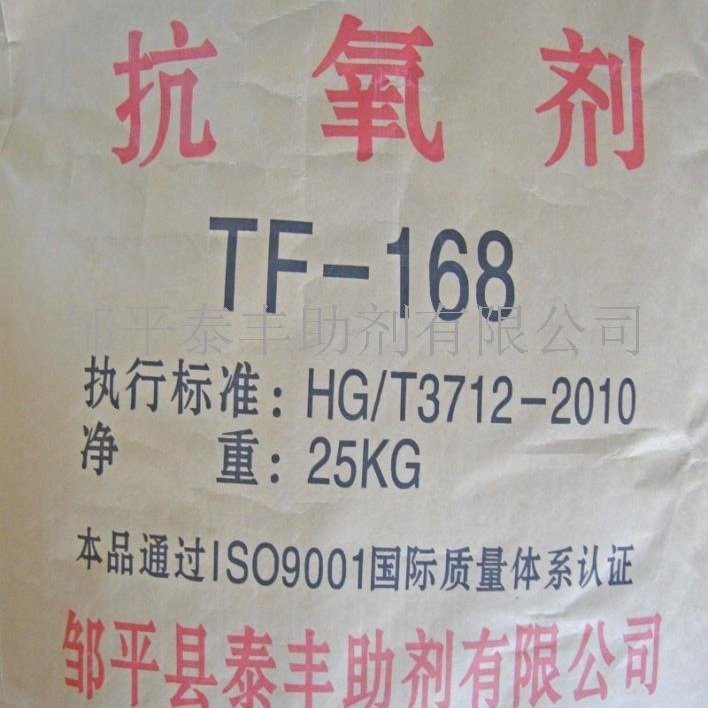 抗氧剂
TF-168
邹平泰丰助剂有限公司
执行标准：HG/T3712-2010
净 重：25KG
本品通过ISO9001国际质量体系认证
邹平县泰丰助剂有限公司